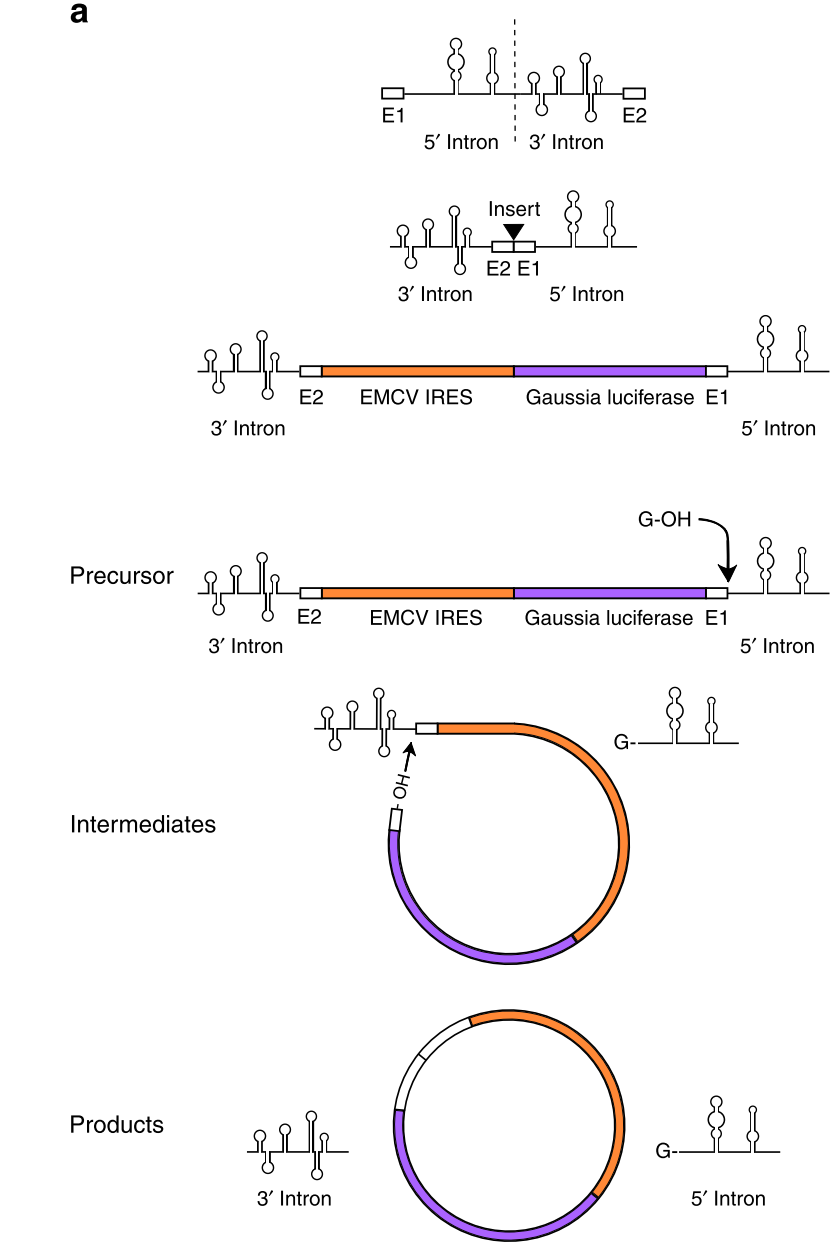 a
E1 E2
5′ Intron 3′ Intron
Insert
E2 E1
3′ Intron 5′ Intron
E2 EMCV IRES Gaussia luciferase E1
3′ Intron 5′ Intron
G-OH
Precursor
E2 EMCV IRES Gaussia luciferase E1
3′ Intron 5′ Intron
G-
OH
Intermediates
Products
G-
3′ Intron 5′ Intron